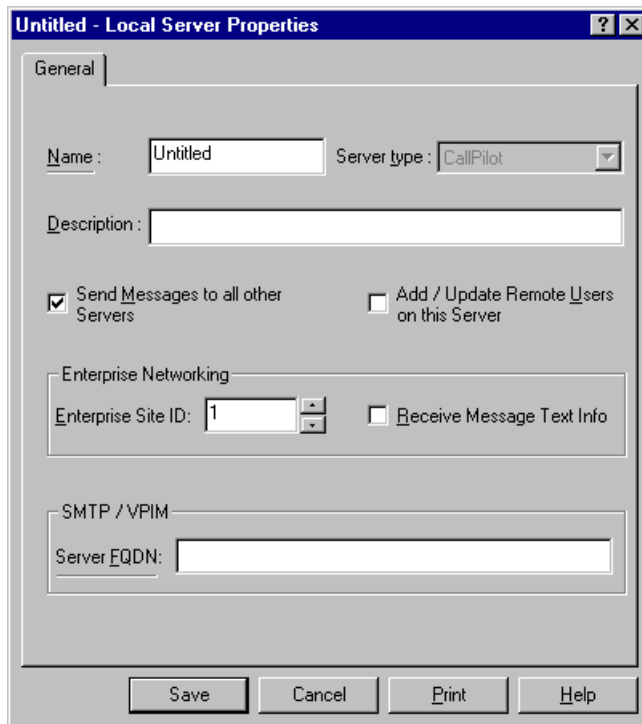 Untitled - Local Server Properties
General
Name : Untitled Server type : CallPilot
Description :
Send Messages to all other Servers
Add / Update Remote Users on this Server
Enterprise Networking
Enterprise Site ID: 1 Receive Message Text Info
SMTP / VPIM
Server FQDN:
Save Cancel Print Help